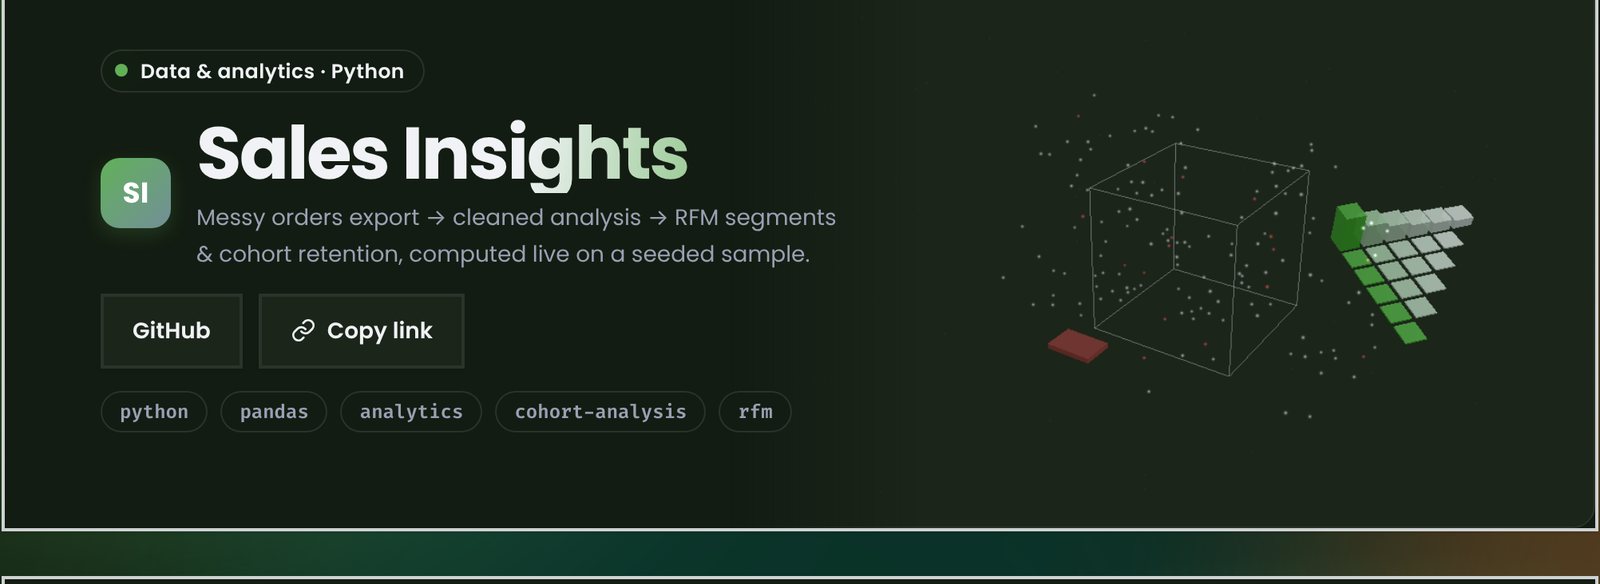 Data & analytics · Python
Sales Insights
SI
Messy orders export → cleaned analysis → RFM segments
& cohort retention, computed live on a seeded sample.
GitHub
Copy link
python
pandas
analytics
cohort-analysis
rfm